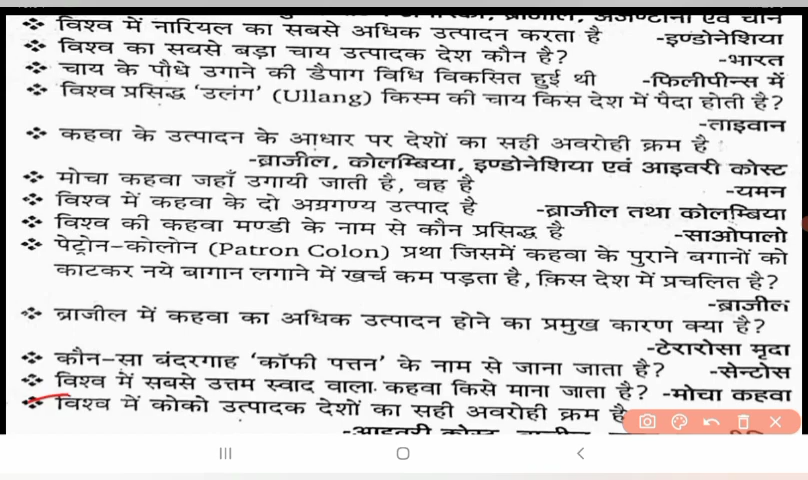 ब्राजील, अर्जेण्टीना एवं चीन
❖ विश्व में नारियल का सबसे अधिक उत्पादन करता है -इण्डोनेशिया
❖ विश्व का सबसे बड़ा चाय उत्पादक देश कौन है? -भारत
❖ चाय के पौधे उगाने की डैपाग विधि विकसित हुई थी -फिलीपीन्स में
❖ विश्व प्रसिद्ध ‘उलंग’ (Ullang) किस्म की चाय किस देश में पैदा होती है?
-ताइवान
❖ कहवा के उत्पादन के आधार पर देशों का सही अवरोही क्रम है
-ब्राजील, कोलम्बिया, इण्डोनेशिया एवं आइवरी कोस्ट
❖ मोचा कहवा जहाँ उगायी जाती है, वह है -यमन
❖ विश्व में कहवा के दो अग्रगण्य उत्पाद है -ब्राजील तथा कोलम्बिया
❖ विश्व की कहवा मण्डी के नाम से कौन प्रसिद्ध है -साओपालो
❖ पेट्रोन-कोलोन (Patron Colon) प्रथा जिसमें कहवा के पुराने बगानों को
काटकर नये बागान लगाने में खर्च कम पड़ता है, किस देश में प्रचलित है?
-ब्राजील
❖ ब्राजील में कहवा का अधिक उत्पादन होने का प्रमुख कारण क्या है?
-टेरारोसा मृदा
❖ कौन-सा बंदरगाह ‘कॉफी पत्तन’ के नाम से जाना जाता है? -सेन्टोस
❖ विश्व में सबसे उत्तम स्वाद वाला कहवा किसे माना जाता है? -मोचा कहवा
❖ विश्व में कोको उत्पादक देशों का सही अवरोही क्रम है
-आइवरी कोस्ट,